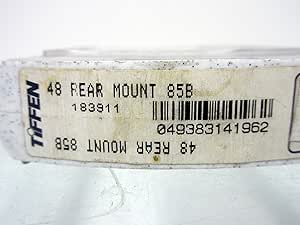 TIFFEN
48 REAR MOUNT 85B
183911
049383141962
48 REAR MOUNT 85B